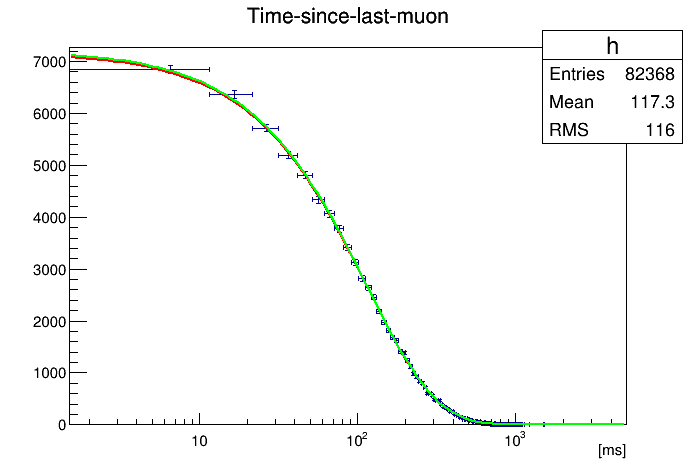 Time-since-last-muon
h
Entries 82368
Mean 117.3
RMS 116
7000
6000
5000
4000
3000
2000
1000
0
10 10² 10³
[ms]